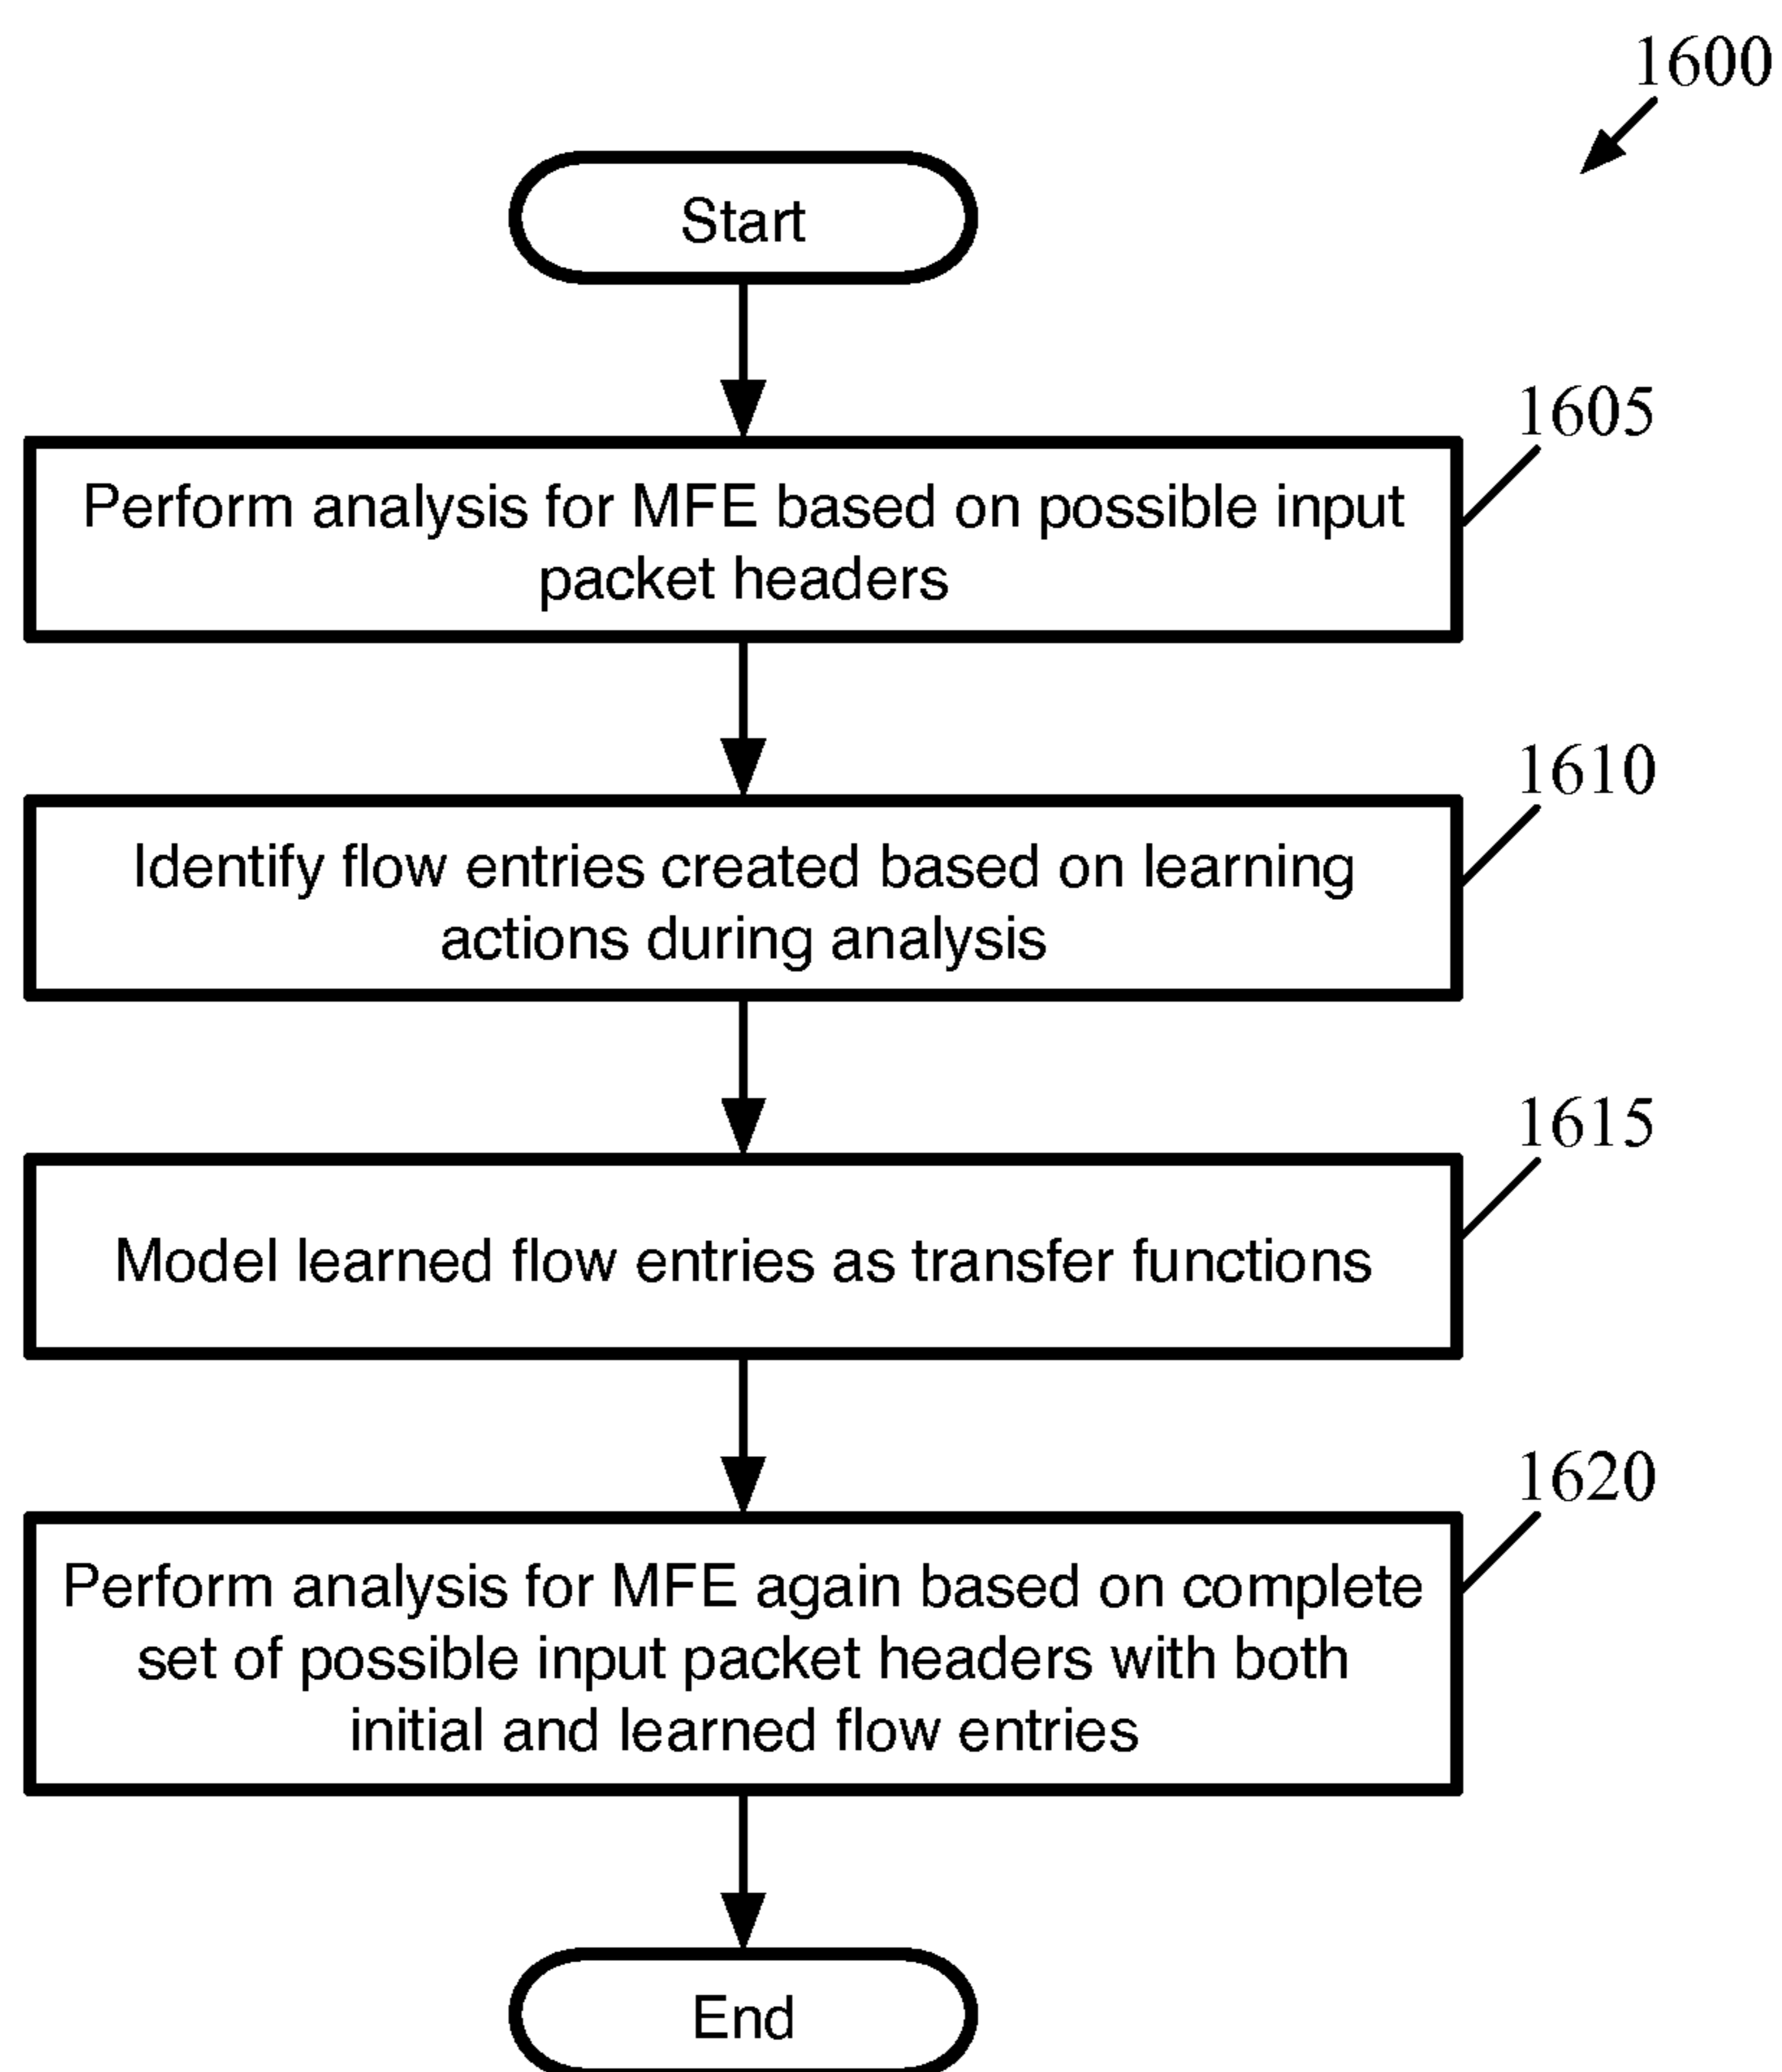 1600
Start
1605
Perform analysis for MFE based on possible input
packet headers
1610
Identify flow entries created based on learning
actions during analysis
1615
Model learned flow entries as transfer functions
1620
Perform analysis for MFE again based on complete
set of possible input packet headers with both
initial and learned flow entries
End